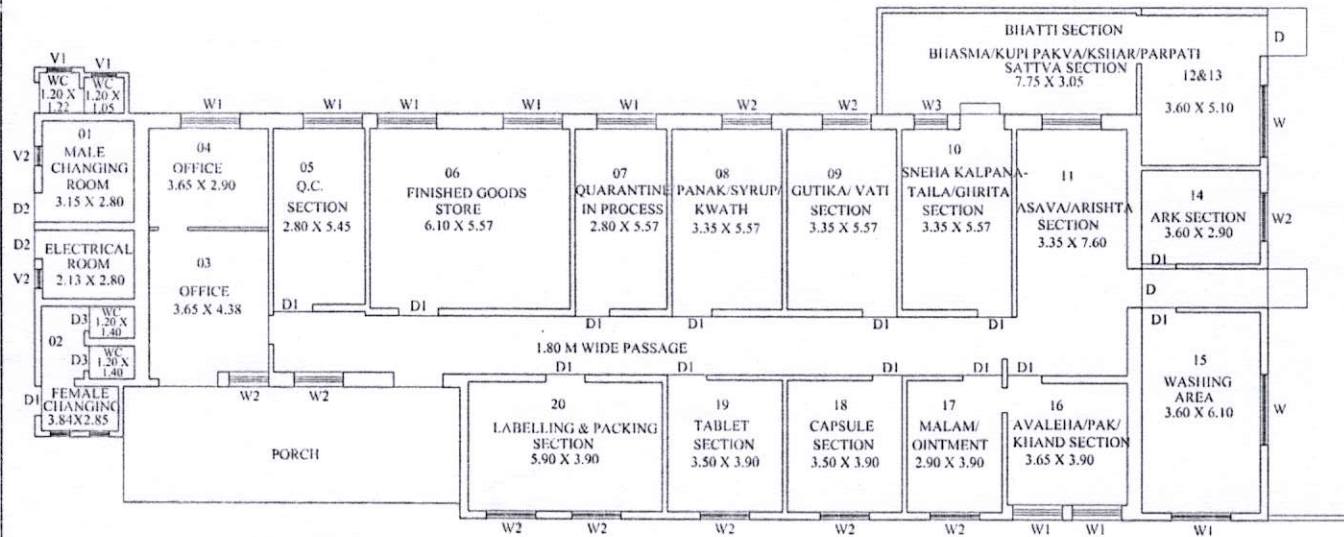 BHATTI SECTION
BHASMA/KUPI PAKVA/KSHAR/PARPATI
SATTVA SECTION
7.75 X 3.05
D
12&13
3.60 X 5.10
W
V1
V1
WC
1.20 X
1.22
WC
1.20 X
1.05
W1
W1
W1
W1
W1
W2
W2
W3
01
MALE
CHANGING
ROOM
3.15 X 2.80
V2
D2
04
OFFICE
3.65 X 2.90
05
Q.C.
SECTION
2.80 X 5.45
06
FINISHED GOODS
STORE
6.10 X 5.57
07
QUARANTINE
IN PROCESS
2.80 X 5.57
08
PANAK/SYRUP/
KWATH
3.35 X 5.57
09
GUTIKA/ VATI
SECTION
3.35 X 5.57
10
SNEHA KALPANA-
TAILA/GHRITA
SECTION
3.35 X 5.57
11
ASAVA/ARISHTA
SECTION
3.35 X 7.60
14
ARK SECTION
3.60 X 2.90
W2
D1
D
D1
D2
ELECTRICAL
ROOM
2.13 X 2.80
V2
03
OFFICE
3.65 X 4.38
D1
D1
D1
D1
D1
D1
1.80 M WIDE PASSAGE
02
D3
WC
1.20 X
1.40
D3
WC
1.20 X
1.40
D1
FEMALE
CHANGING
3.84X2.85
W2
W2
PORCH
D1
D1
D1
D1
D1
20
LABELLING & PACKING
SECTION
5.90 X 3.90
19
TABLET
SECTION
3.50 X 3.90
18
CAPSULE
SECTION
3.50 X 3.90
17
MALAM/
OINTMENT
2.90 X 3.90
16
AVALEHA/PAK/
KHAND SECTION
3.65 X 3.90
15
WASHING
AREA
3.60 X 6.10
W
W2
W2
W2
W2
W2
W1
W1
W1